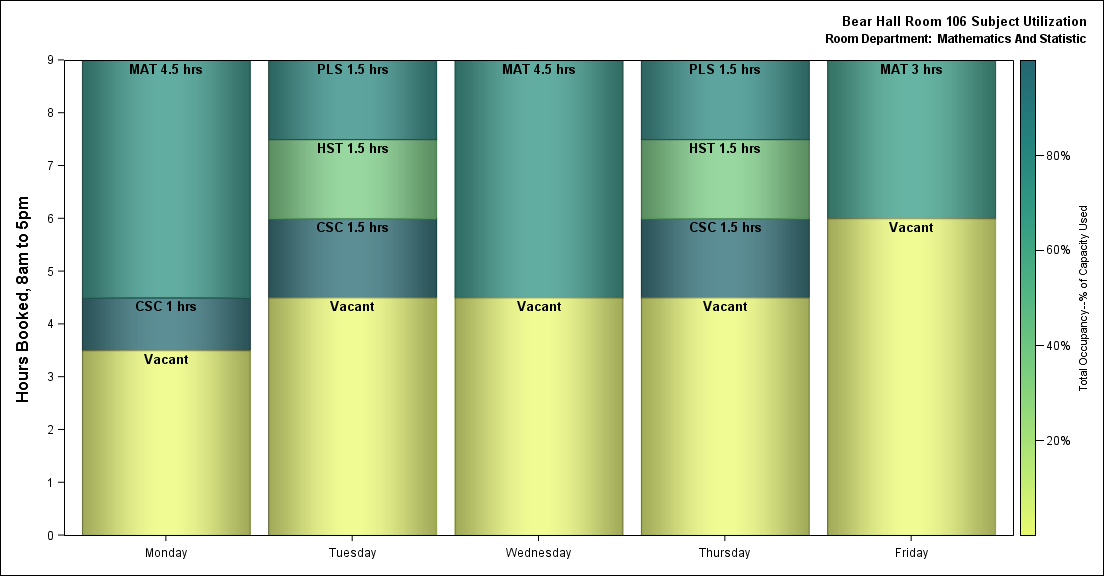 Bear Hall Room 106 Subject Utilization
Room Department: Mathematics And Statistic
Hours Booked, 8am to 5pm
9
8
7
6
5
4
3
2
1
0
MAT 4.5 hrs
CSC 1 hrs
Vacant
PLS 1.5 hrs
HST 1.5 hrs
CSC 1.5 hrs
Vacant
MAT 4.5 hrs
Vacant
PLS 1.5 hrs
HST 1.5 hrs
CSC 1.5 hrs
Vacant
MAT 3 hrs
Vacant
Monday
Tuesday
Wednesday
Thursday
Friday
80%
60%
40%
20%
Total Occupancy--% of Capacity Used